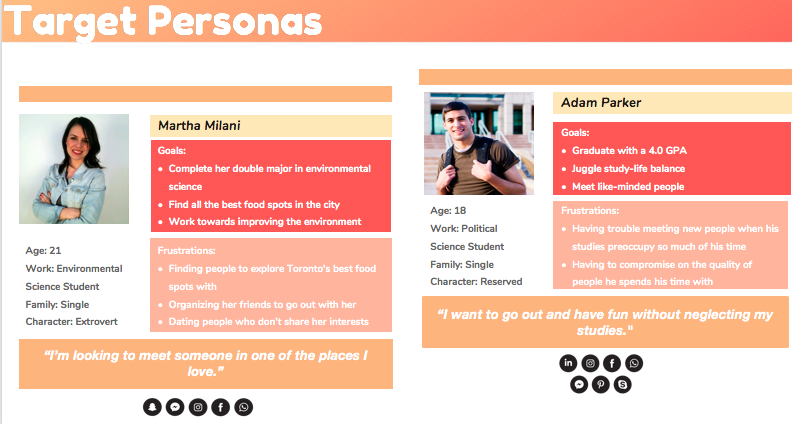 Target Personas
Martha Milani
Goals:
• Complete her double major in environmental
science
• Find all the best food spots in the city
• Work towards improving the environment
Age: 21
Work: Environmental
Science Student
Family: Single
Character: Extrovert
Frustrations:
• Finding people to explore Toronto's best food
spots with
• Organizing her friends to go out with her
• Dating people who don't share her interests
"I'm looking to meet someone in one of the places I
love."
Adam Parker
Goals:
• Graduate with a 4.0 GPA
• Juggle study-life balance
• Meet like-minded people
Age: 18
Work: Political
Science Student
Family: Single
Character: Reserved
Frustrations:
• Having trouble meeting new people when his
studies preoccupy so much of his time
• Having to compromise on the quality of
people he spends his time with
"I want to go out and have fun without neglecting my
studies."